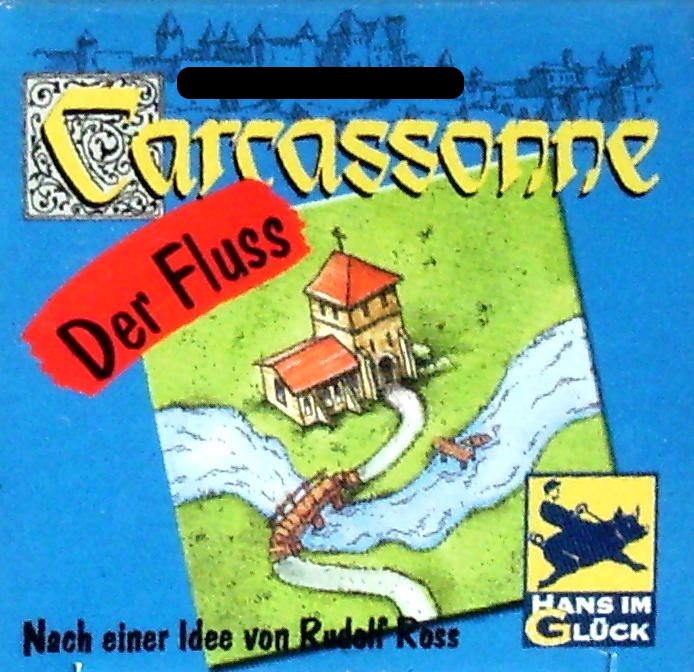 Carcassonne
Der Fluss
Nach einer Idee von Rudolf Ross
HANS IM
GLÜCK